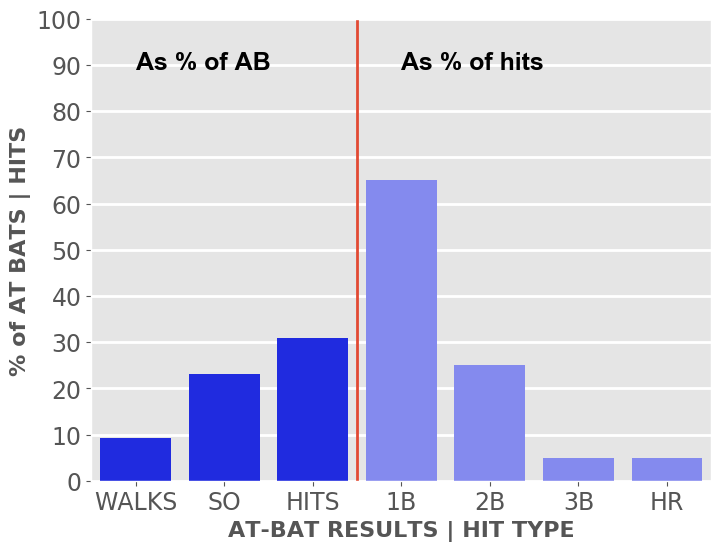 100
90
80
70
60
50
40
30
20
10
0
% of AT BATS | HITS
As % of AB
As % of hits
WALKS SO HITS 1B 2B 3B HR
AT-BAT RESULTS | HIT TYPE